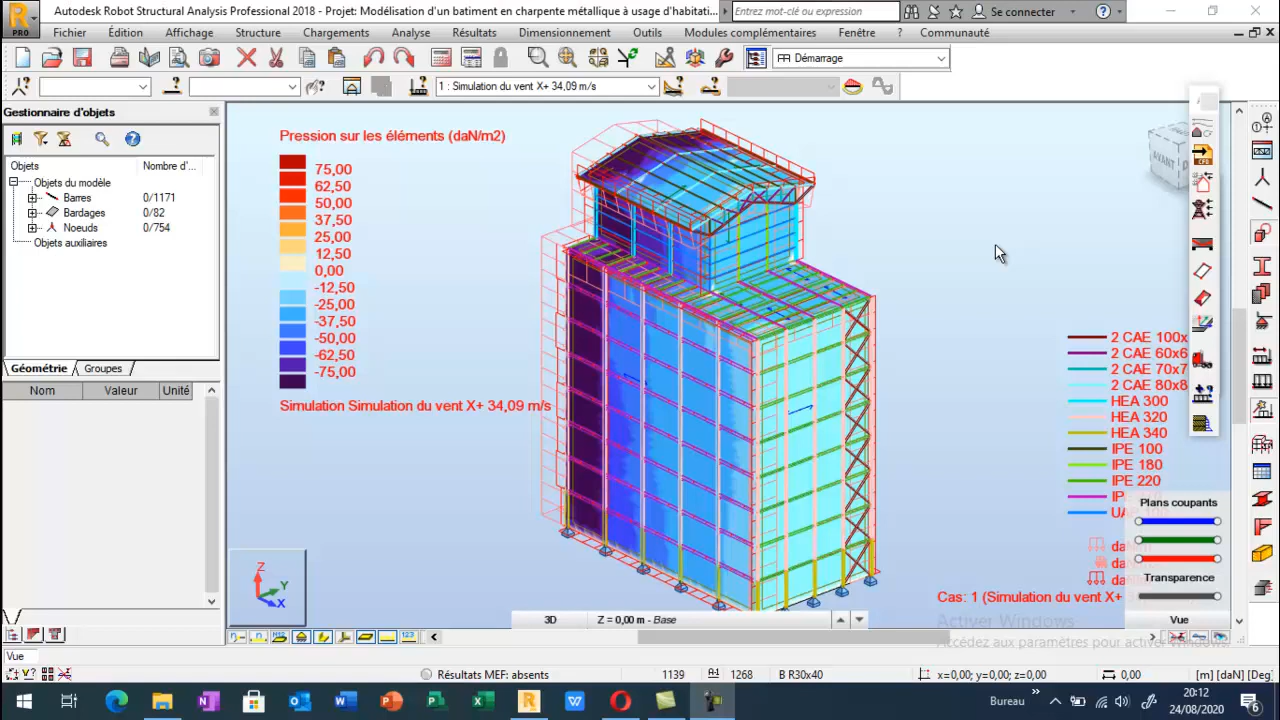 Autodesk Robot Structural Analysis Professional 2018 - Projet: Modélisation d'un batiment en charpente métallique à usage d'habitati...
Entrez mot-clé ou expression
Se connecter
PRO
Fichier Édition Affichage Structure Chargements Analyse Résultats Dimensionnement Outils Modules complémentaires Fenêtre ? Communauté
Démarrage
1 : Simulation du vent X+ 34,09 m/s
Gestionnaire d'objets
Objets Nombre d'...
Objets du modèle
Barres 0/1171
Bardages 0/82
Noeuds 0/754
Objets auxiliaires
Géométrie Groupes
Nom Valeur Unité
Pression sur les éléments (daN/m2)
75,00
62,50
50,00
37,50
25,00
12,50
0,00
-12,50
-25,00
-37,50
-50,00
-62,50
-75,00
Simulation Simulation du vent X+ 34,09 m/s
AVANT
2 CAE 100x
2 CAE 60x6
2 CAE 70x7
2 CAE 80x8
HEA 300
HEA 320
HEA 340
IPE 100
IPE 180
IPE 220
Plans coupants
Transparence
Cas: 1 (Simulation du vent X+
Z
Y
X
3D Z = 0,00 m - Base
Vue
Activer Windows
Accédez aux paramètres pour activer Windows.
Vue
Résultats MEF: absents 1139 1268 B R30x40 x=0,00; y=0,00; z=0,00 0,00 [m] [daN] [Deg]
Bureau
20:12
24/08/2020
6